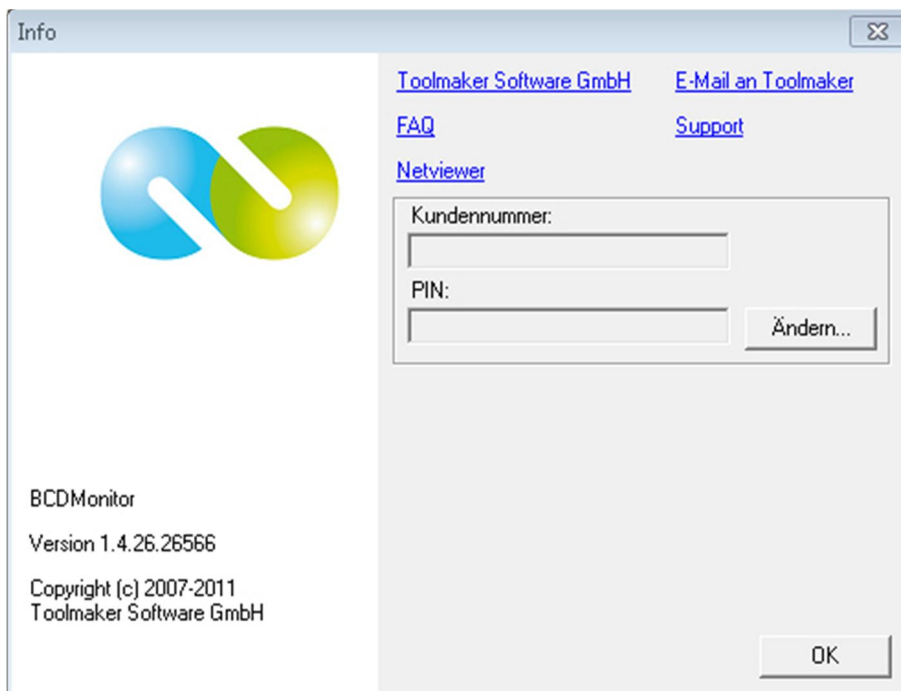 Info
Toolmaker Software GmbH
E-Mail an Toolmaker
FAQ
Support
Netviewer
Kundennummer:
PIN:
Ändern...
BCDMonitor
Version 1.4.26.26566
Copyright (c) 2007-2011
Toolmaker Software GmbH
OK